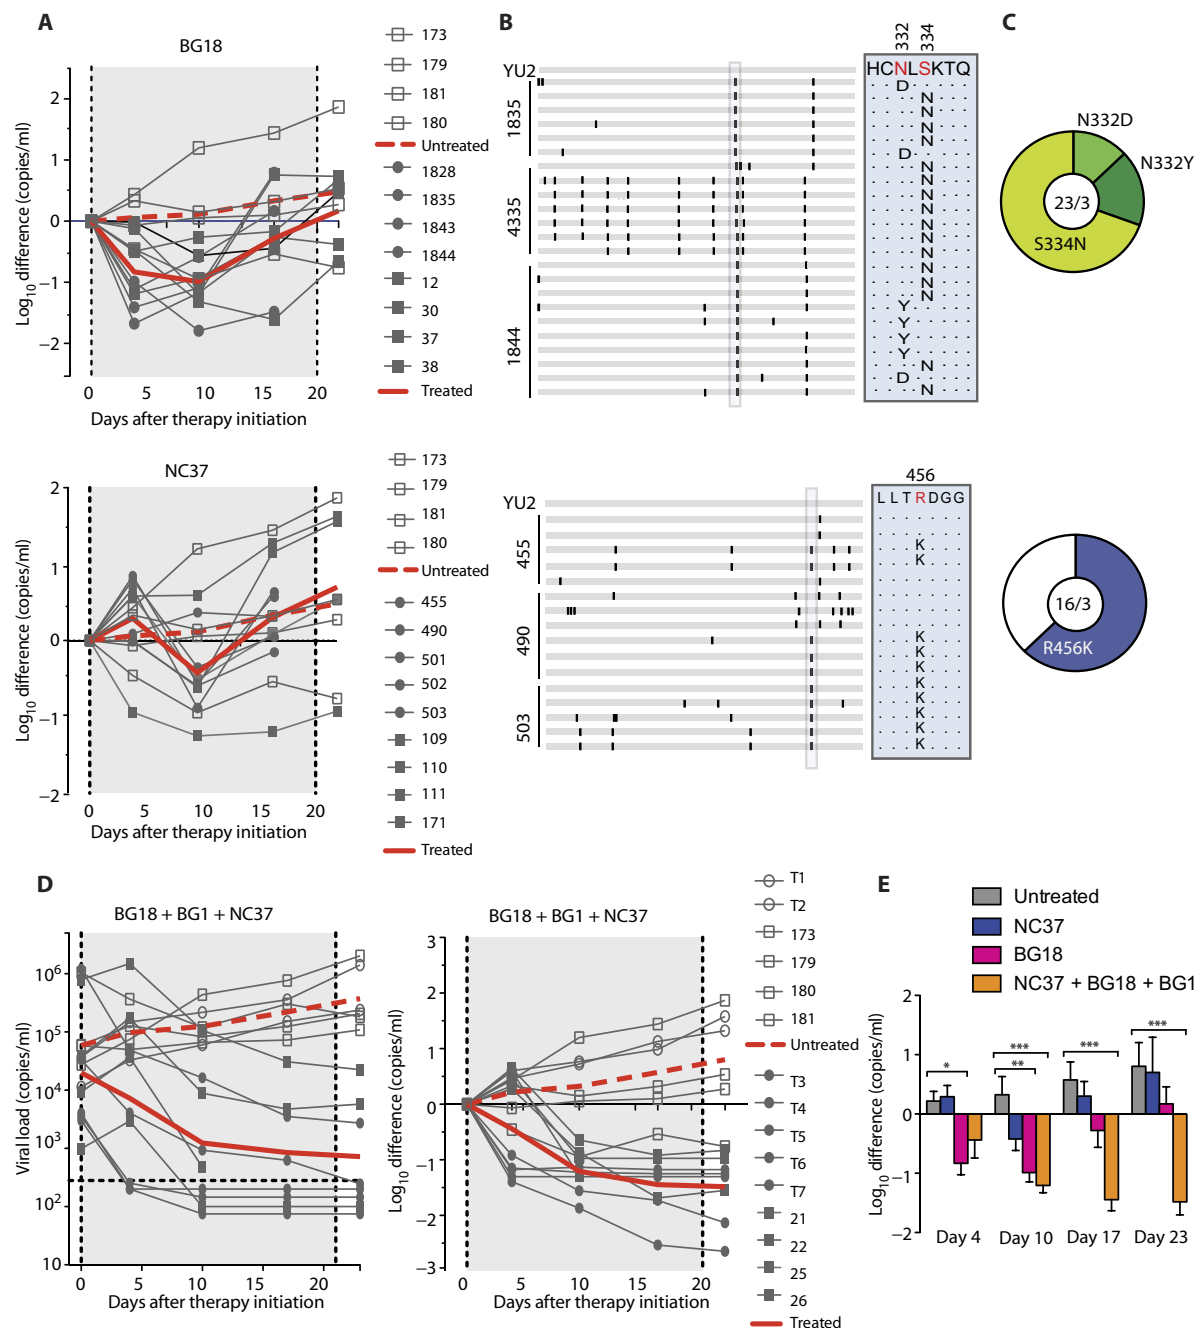 A
BG18
Log10 difference (copies/ml)
2
1
0
−1
−2
0 5 10 15 20
Days after therapy initiation
173
179
181
180
Untreated
1828
1835
1843
1844
12
30
37
38
Treated
NC37
Log10 difference (copies/ml)
2
1
0
−1
−2
0 5 10 15 20
Days after therapy initiation
173
179
181
180
Untreated
455
490
501
502
503
109
110
111
171
Treated
B
YU2
1835
4335
1844
332
334
HCNLSKTQ
D
N
N
N
N
D
N
N
N
N
N
N
N
N
N
N
Y
Y
Y
Y
N
D
N
YU2
455
490
503
456
LLTRDGG
K
K
K
K
K
K
K
K
K
K
C
N332D
N332Y
23/3
S334N
16/3
R456K
D
BG18 + BG1 + NC37
Viral load (copies/ml)
10^6
10^5
10^4
10^3
10^2
10
0 5 10 15 20
Days after therapy initiation
BG18 + BG1 + NC37
Log10 difference (copies/ml)
3
2
1
0
−1
−2
−3
0 5 10 15 20
Days after therapy initiation
T1
T2
173
179
180
181
Untreated
T3
T4
T5
T6
T7
21
22
25
26
Treated
E
Untreated
NC37
BG18
NC37 + BG18 + BG1
Log10 difference (copies/ml)
2
1
0
−1
−2
*
***
**
***
***
Day 4 Day 10 Day 17 Day 23